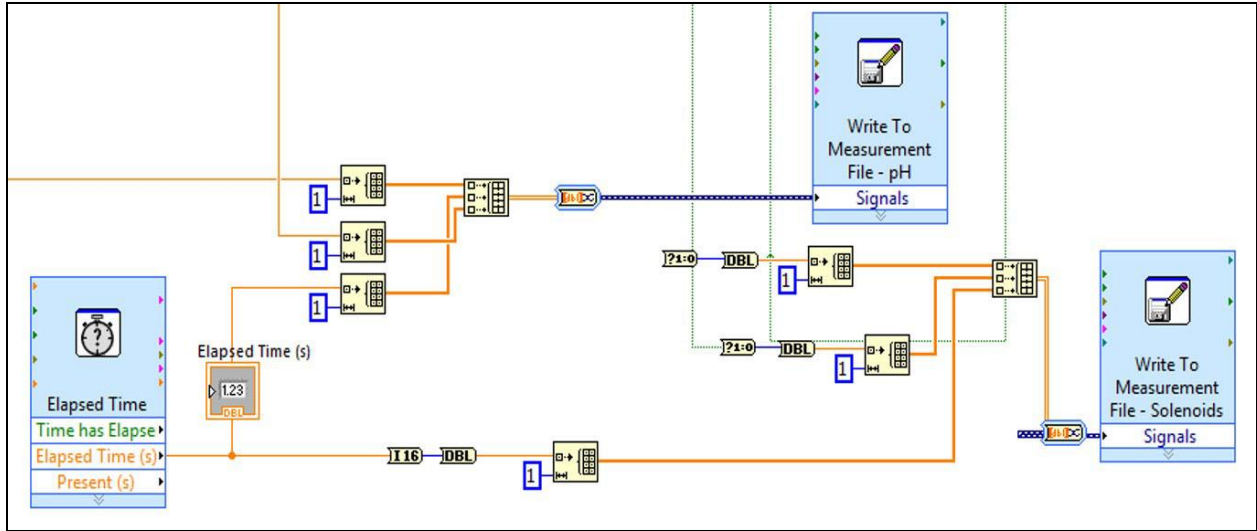 Write To
Measurement
File - pH
Signals
1
1
1
?1:0
DBL
1
?1:0
DBL
1
Elapsed Time (s)
1.23
DBL
?
Elapsed Time
Time has Elapse
Elapsed Time (s)
Present (s)
I16
DBL
1
Write To
Measurement
File - Solenoids
Signals